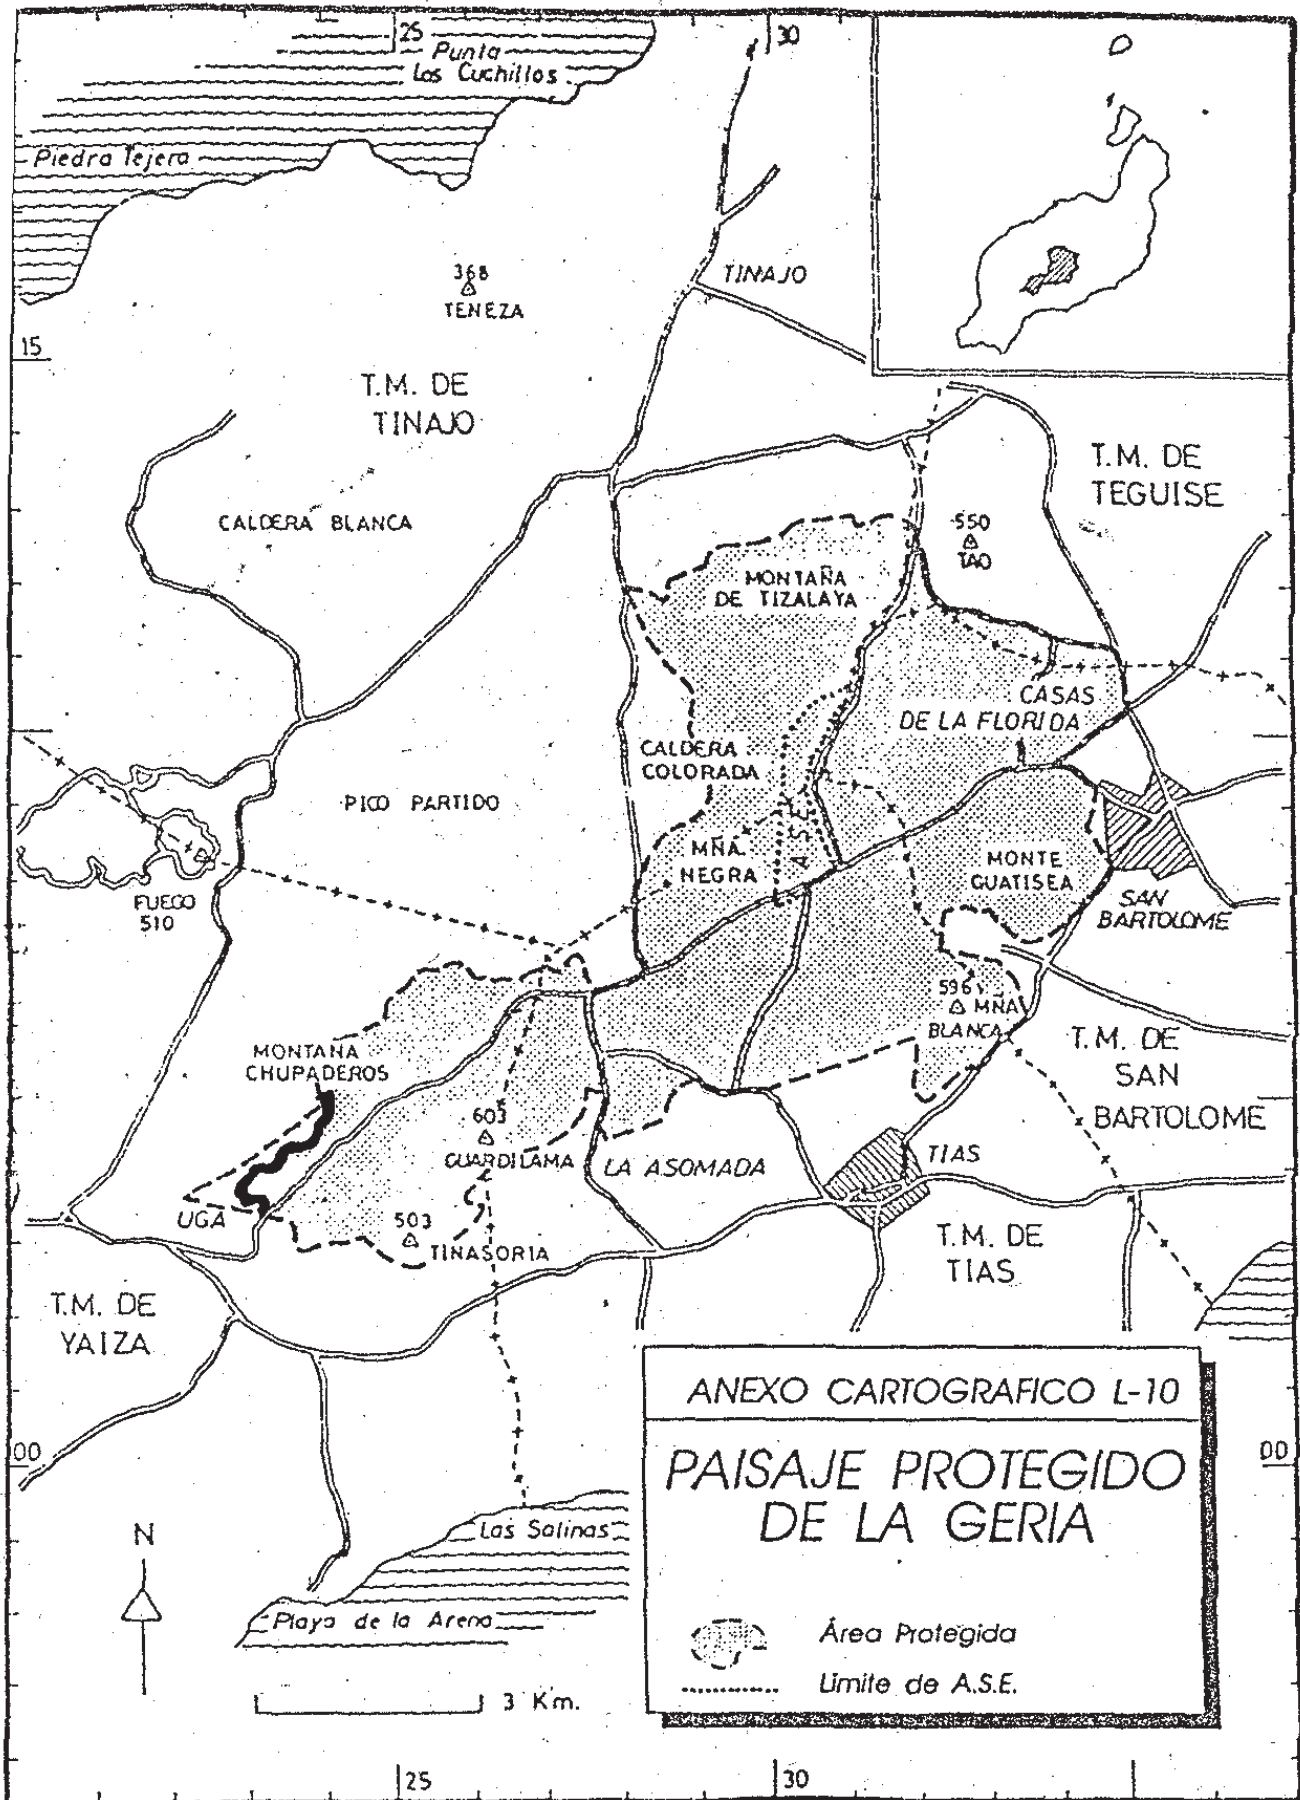 25
30
Punta
Los Cuchillos
Piedra Tejera
368
TENEZA
TINAJO
15
T.M. DE
TINAJO
T.M. DE
TEGUISE
CALDERA BLANCA
550
TAO
MONTAÑA
DE TIZALAYA
CASAS
DE LA FLORIDA
CALDERA
COLORADA
PICO PARTIDO
A.S.E.
MÑA.
NEGRA
MONTE
GUATISEA
FUEGO
510
SAN
BARTOLOME
596
MÑA
BLANCA
T.M. DE
SAN
BARTOLOME
MONTAÑA
CHUPADEROS
603
GUARDILAMA
LA ASOMADA
TIAS
UGA
503
TINASORIA
T.M. DE
TIAS
T.M. DE
YAIZA
ANEXO CARTOGRAFICO L-10
PAISAJE PROTEGIDO
DE LA GERIA
00
00
Las Salinas
N
Playa de la Arena
Área Protegida
Limite de A.S.E.
3 Km.
25
30